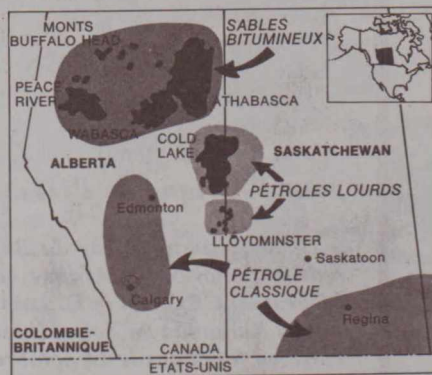 MONTS
BUFFALO HEAD
SABLES
BITUMINEUX
PEACE
RIVER
ATHABASCA
WABASCA
COLD
LAKE
ALBERTA
SASKATCHEWAN
PÉTROLES LOURDS
Edmonton
LLOYDMINSTER
Saskatoon
PÉTROLE
CLASSIQUE
Calgary
Regina
COLOMBIE-
BRITANNIQUE
CANADA
ETATS-UNIS